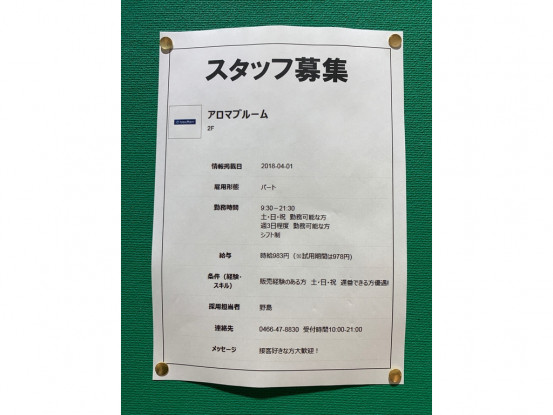 スタッフ募集
アロマブルーム
2F
情報掲載日 2018-04-01
雇用形態 パート
勤務時間 9:30~21:30
土・日・祝 勤務可能な方
週3日程度 勤務可能な方
シフト制
給与 時給983円 (※試用期間は978円)
条件(経験・
スキル) 販売経験のある方 土・日・祝 遅番できる方優遇!
採用担当者 野島
連絡先 0466-47-8830 受付時間10:00-21:00
メッセージ 接客好きな方大歓迎!